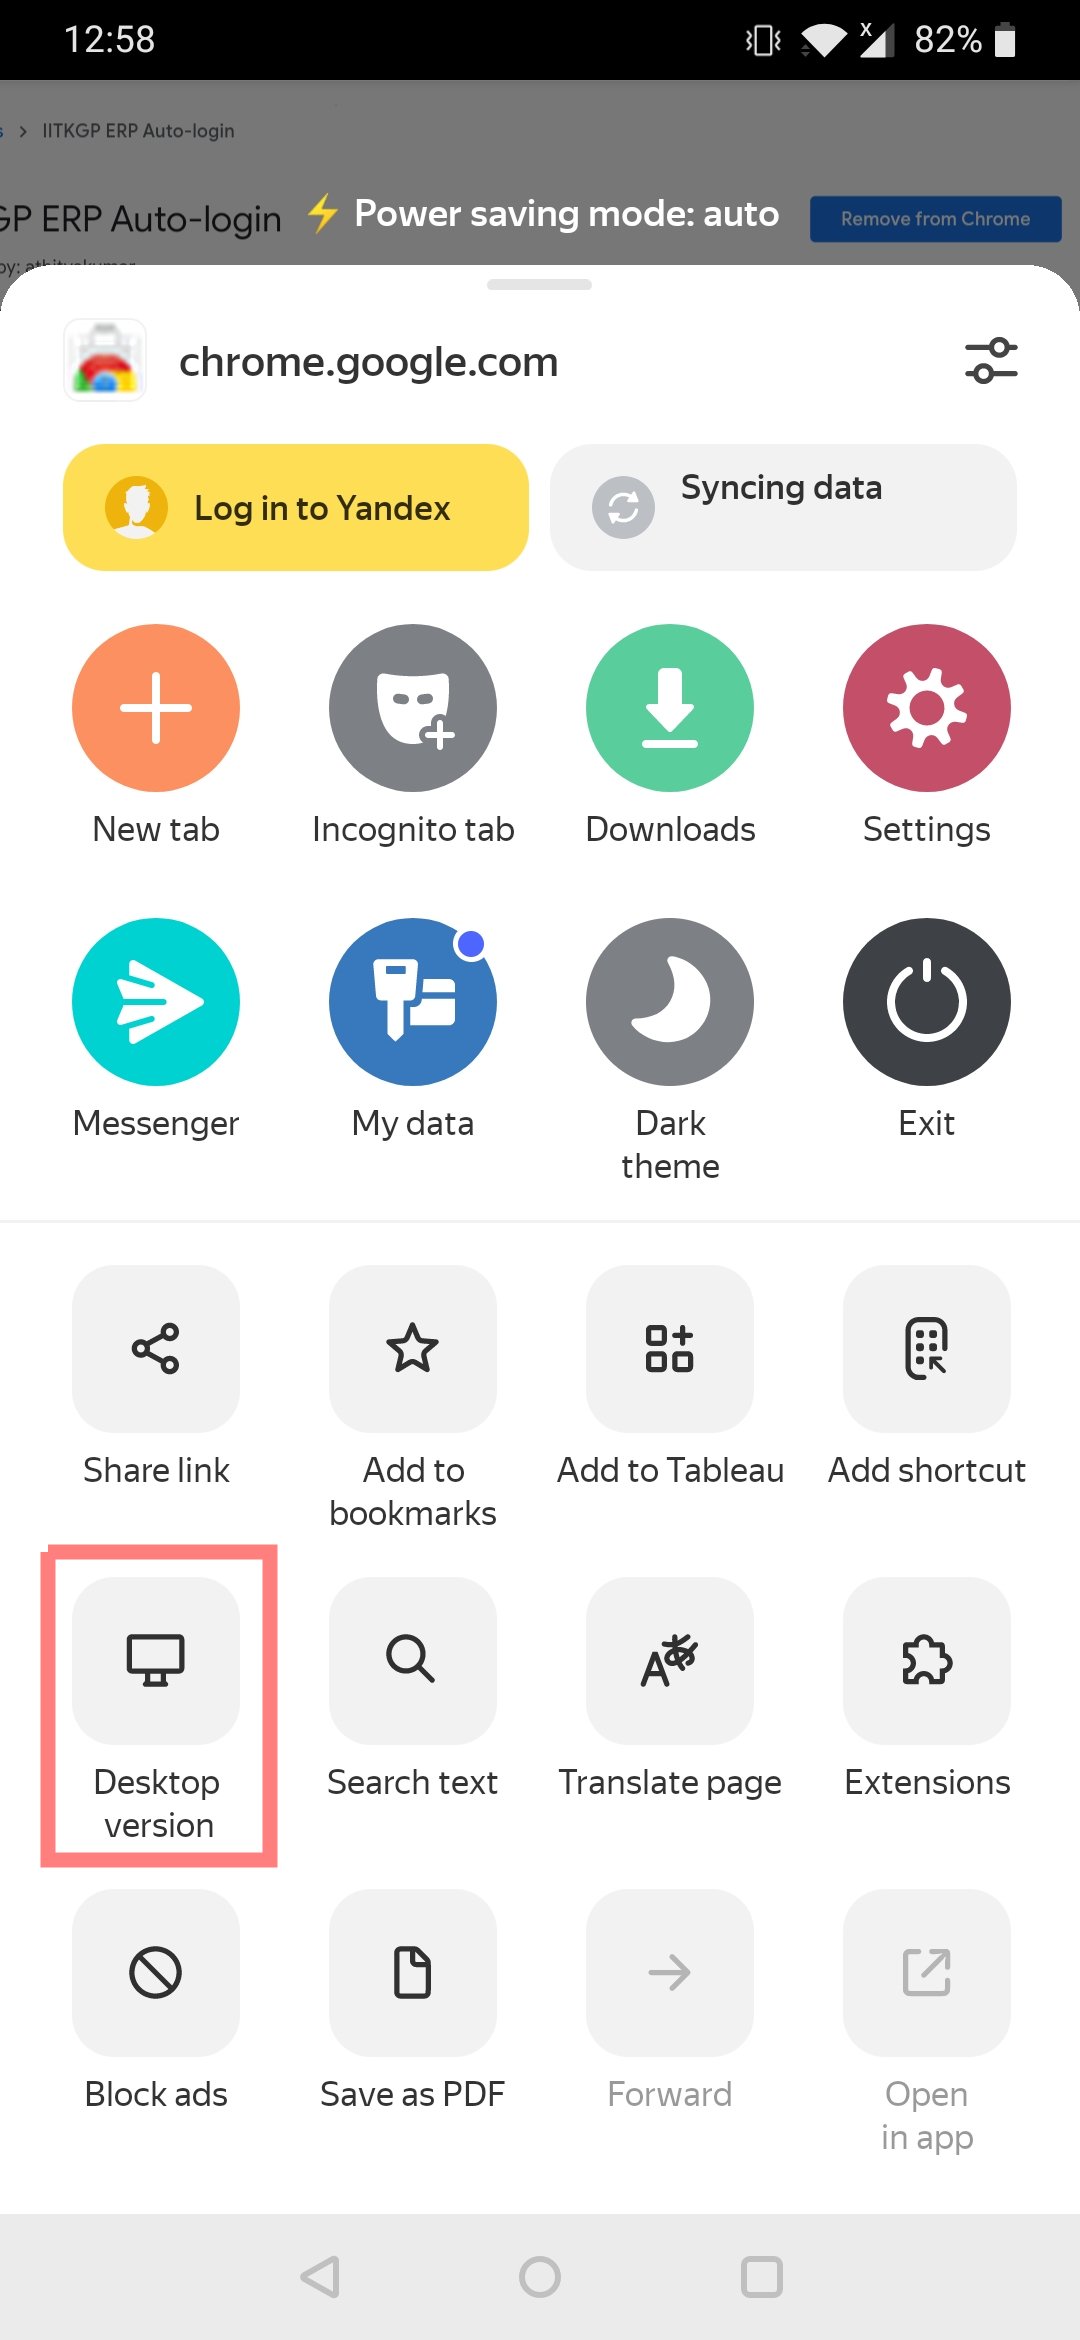 12:58
82%
s > IITKGP ERP Auto-login
GP ERP Auto-login
⚡ Power saving mode: auto
Remove from Chrome
by:
chrome.google.com
Log in to Yandex
Syncing data
New tab
Incognito tab
Downloads
Settings
Messenger
My data
Dark
theme
Exit
Share link
Add to
bookmarks
Add to Tableau
Add shortcut
Desktop
version
Search text
Translate page
Extensions
Block ads
Save as PDF
Forward
Open
in app